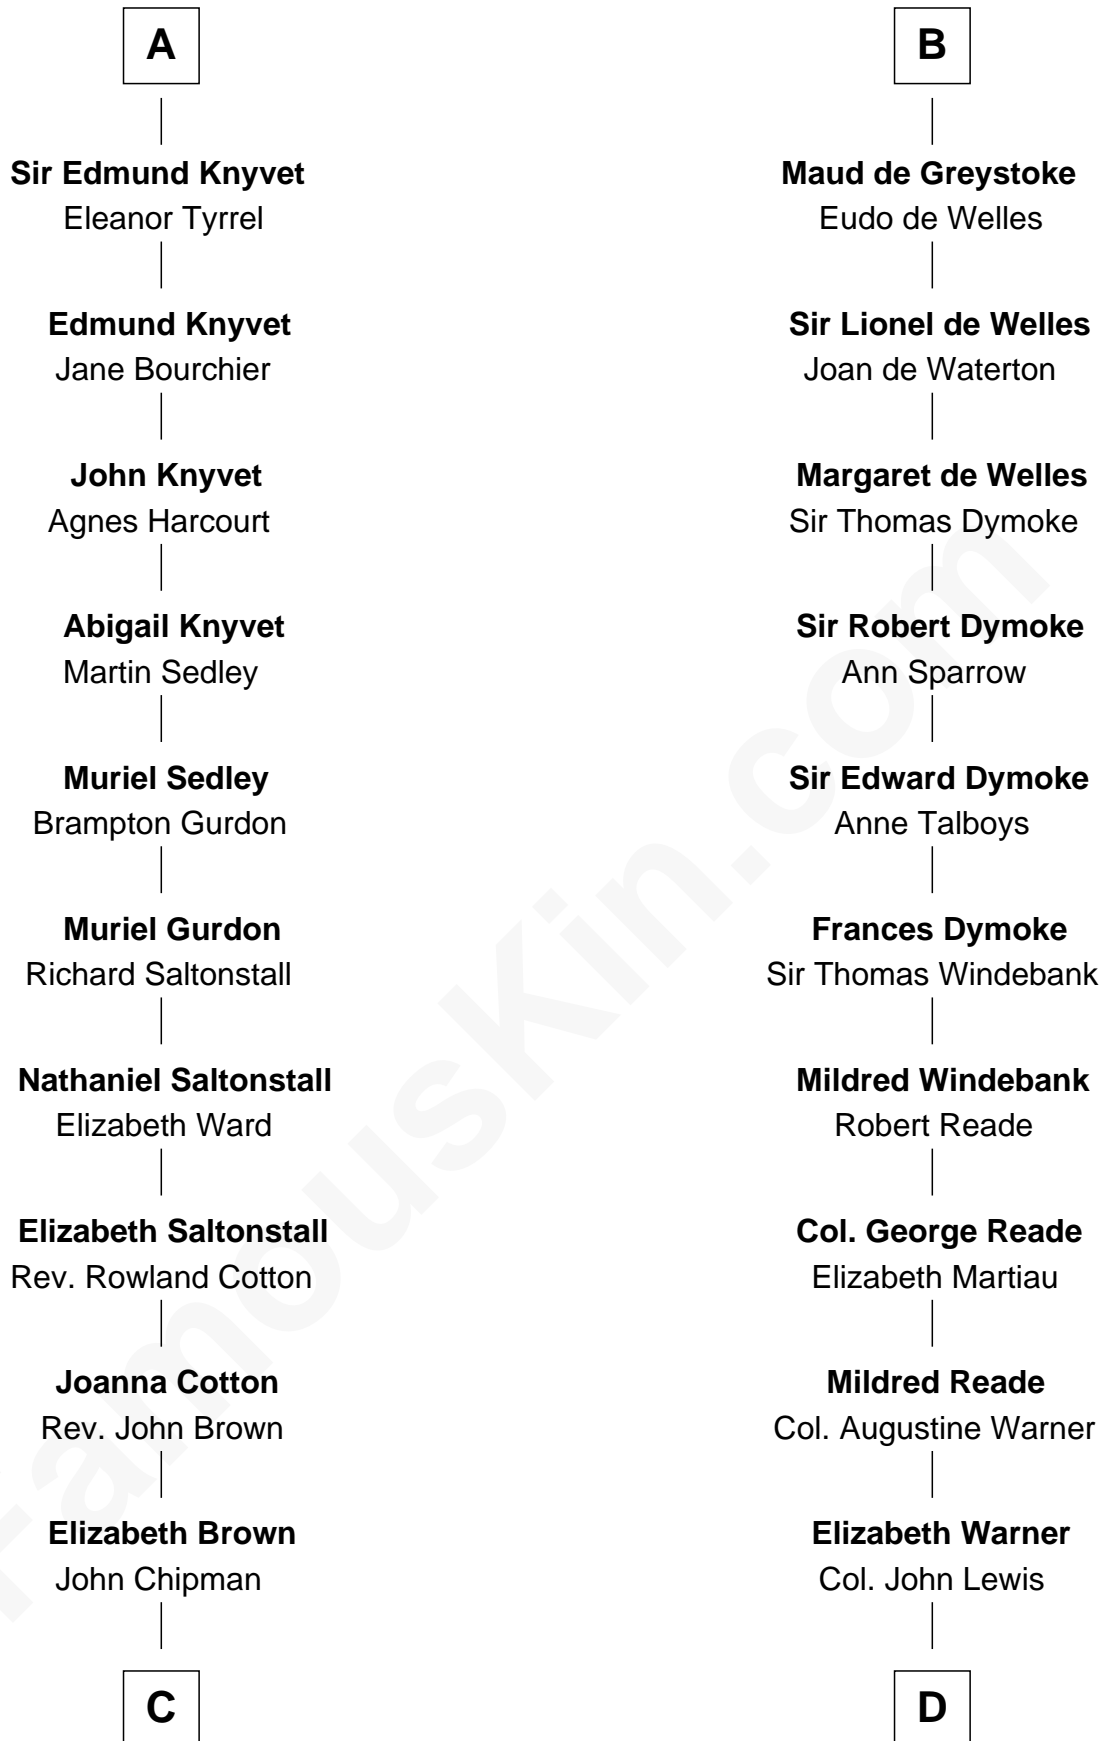 A
Sir Edmund Knyvet
Eleanor Tyrrel
Edmund Knyvet
Jane Bourchier
John Knyvet
Agnes Harcourt
Abigail Knyvet
Martin Sedley
Muriel Sedley
Brampton Gurdon
Muriel Gurdon
Richard Saltonstall
Nathaniel Saltonstall
Elizabeth Ward
Elizabeth Saltonstall
Rev. Rowland Cotton
Joanna Cotton
Rev. John Brown
Elizabeth Brown
John Chipman
C
B
Maud de Greystoke
Eudo de Welles
Sir Lionel de Welles
Joan de Waterton
Margaret de Welles
Sir Thomas Dymoke
Sir Robert Dymoke
Ann Sparrow
Sir Edward Dymoke
Anne Talboys
Frances Dymoke
Sir Thomas Windebank
Mildred Windebank
Robert Reade
Col. George Reade
Elizabeth Martiau
Mildred Reade
Col. Augustine Warner
Elizabeth Warner
Col. John Lewis
D
FamousKin.com